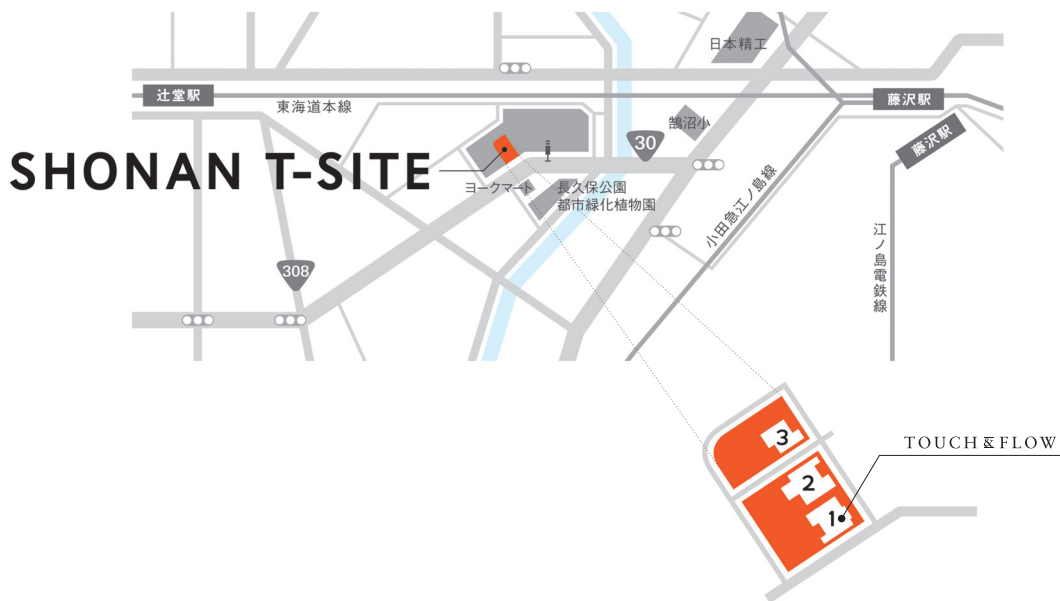 日本精工
辻堂駅
東海道本線
藤沢駅
鵠沼小
藤沢駅
30
SHONAN T-SITE
ヨークマート
長久保公園
都市緑化植物園
小田急江ノ島線
江ノ島電鉄線
308
3
TOUCH & FLOW
2
1